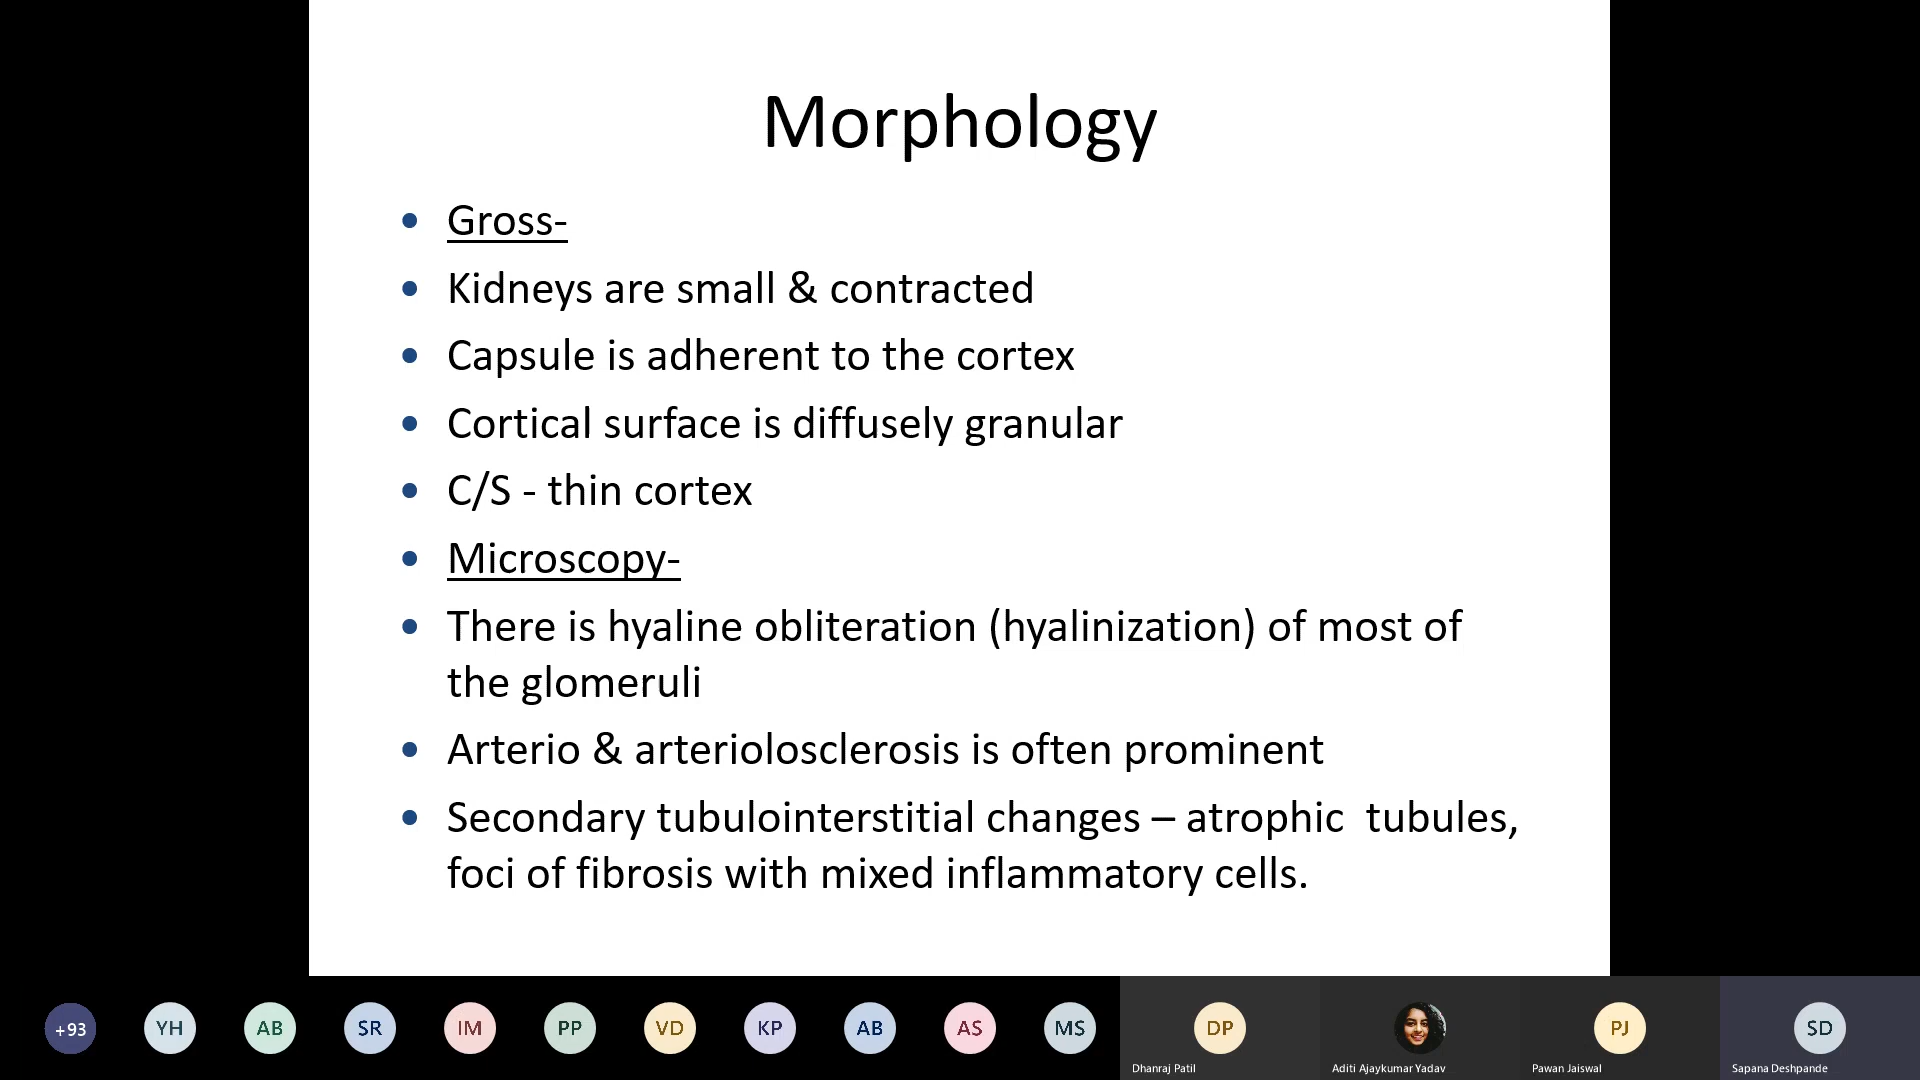 Morphology
• Gross-
• Kidneys are small & contracted
• Capsule is adherent to the cortex
• Cortical surface is diffusely granular
• C/S - thin cortex
• Microscopy-
• There is hyaline obliteration (hyalinization) of most of
the glomeruli
• Arterio & arteriolosclerosis is often prominent
• Secondary tubulointerstitial changes – atrophic  tubules,
foci of fibrosis with mixed inflammatory cells.
+93 YH AB SR IM PP VD KP AB AS MS DP PJ SD
Dhanraj Patil Aditi Ajaykumar Yadav Pawan Jaiswal Sapana Deshpande